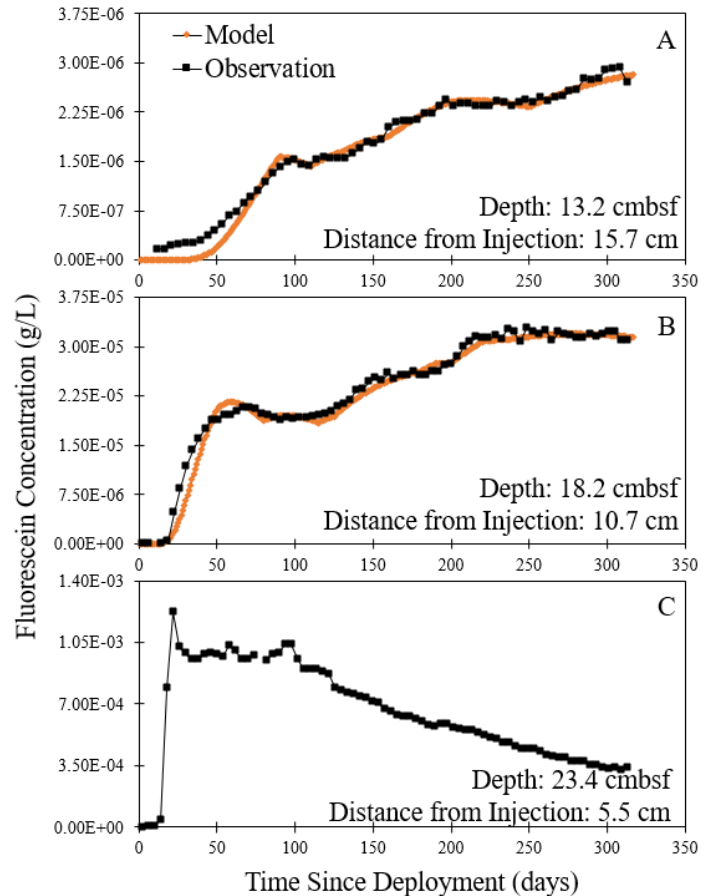 Fluorescein Concentration (g/L)
3.75E-06
3.00E-06
2.25E-06
1.50E-06
7.50E-07
0.00E+00
Model
Observation
A
Depth: 13.2 cmbsf
Distance from Injection: 15.7 cm
0 50 100 150 200 250 300 350
3.75E-05
3.00E-05
2.25E-05
1.50E-05
7.50E-06
0.00E+00
B
Depth: 18.2 cmbsf
Distance from Injection: 10.7 cm
0 50 100 150 200 250 300 350
1.40E-03
1.05E-03
7.00E-04
3.50E-04
0.00E+00
C
Depth: 23.4 cmbsf
Distance from Injection: 5.5 cm
0 50 100 150 200 250 300 350
Time Since Deployment (days)